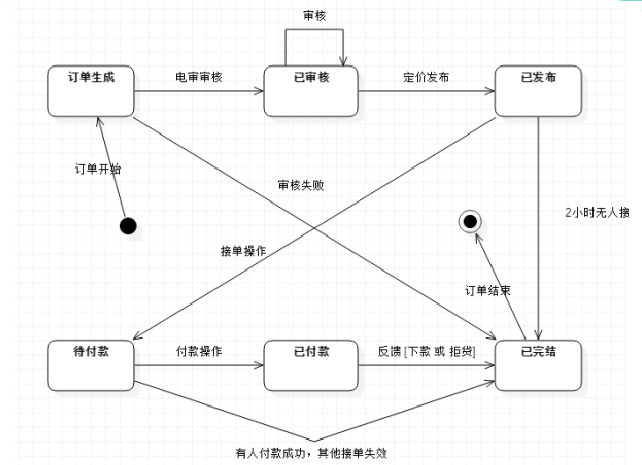 审核
订单生成
电审审核
已审核
定价发布
已发布
订单开始
审核失败
2小时无人接
接单操作
订单结束
待付款
付款操作
已付款
反馈 [下款 或 拒贷]
已完结
有人付款成功，其他接单失效